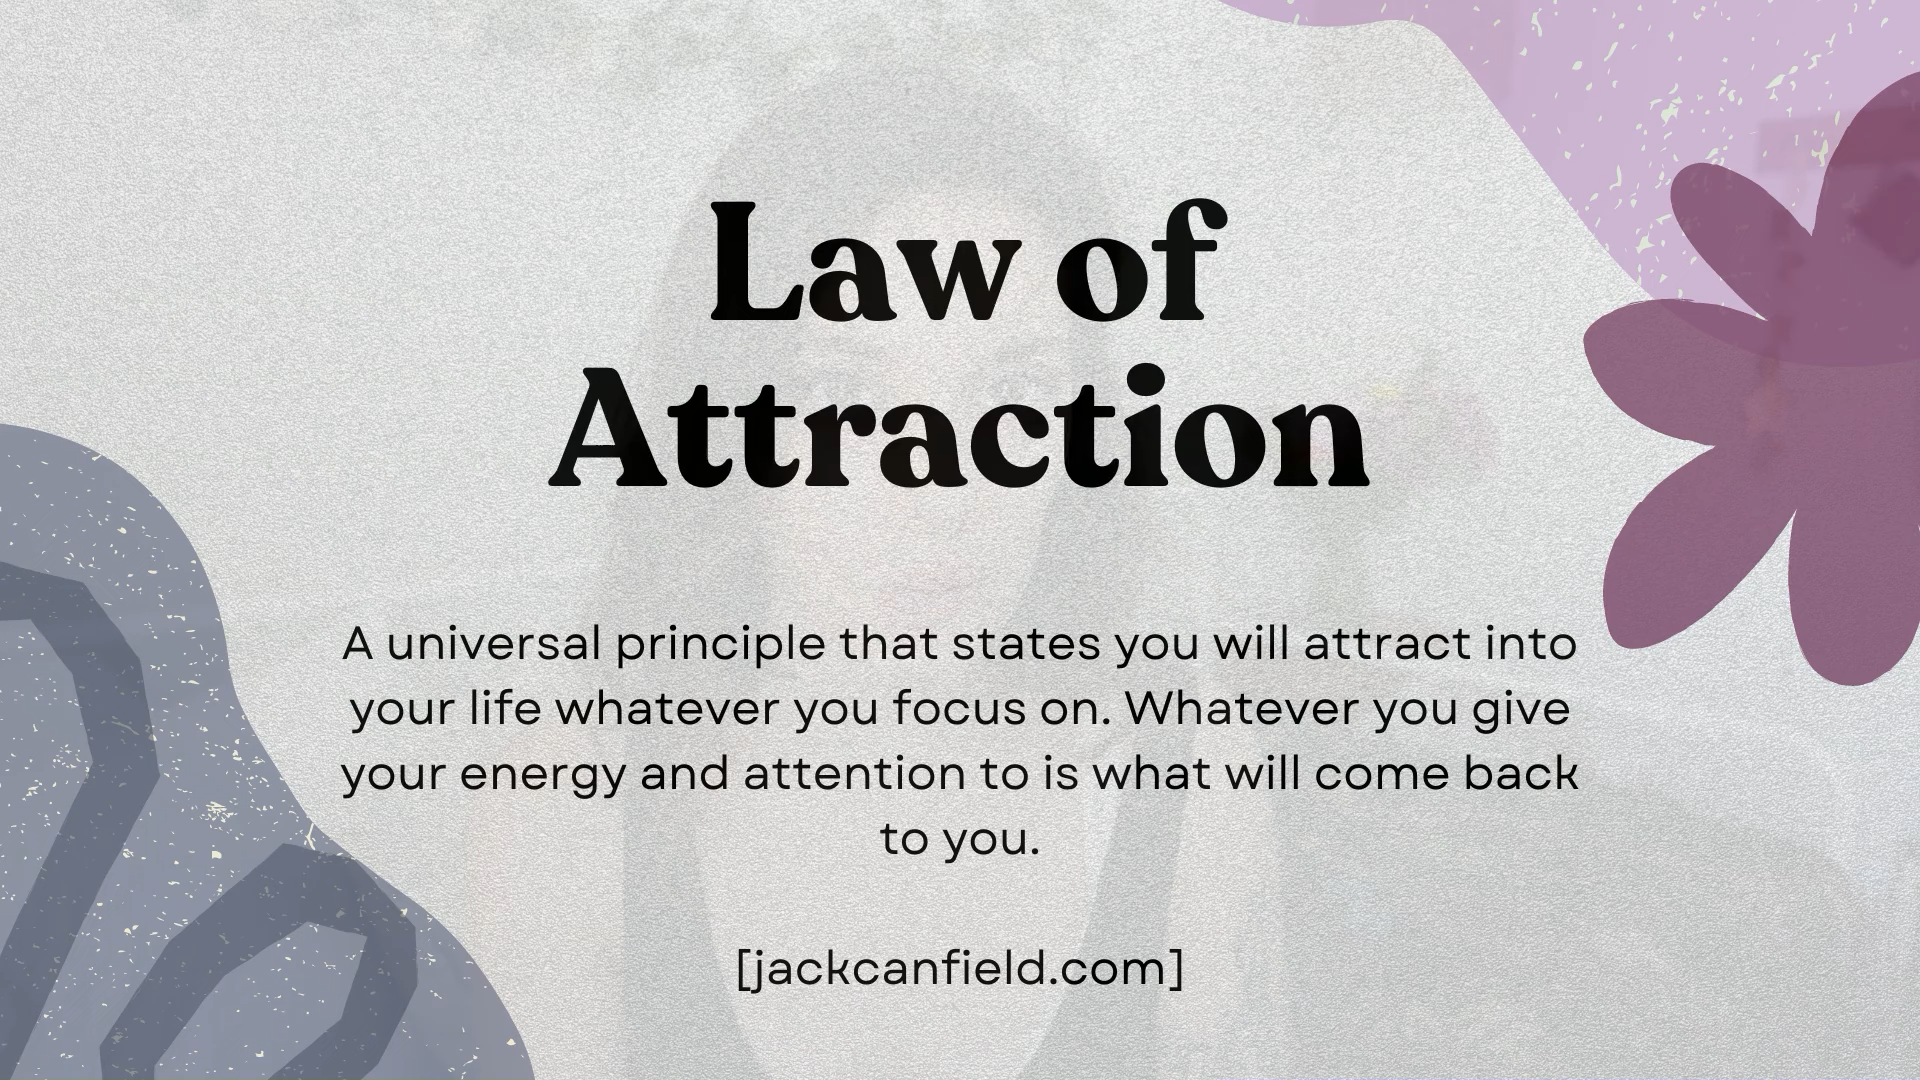 Law of
Attraction
A universal principle that states you will attract into
your life whatever you focus on. Whatever you give
your energy and attention to is what will come back
to you.
[jackcanfield.com]